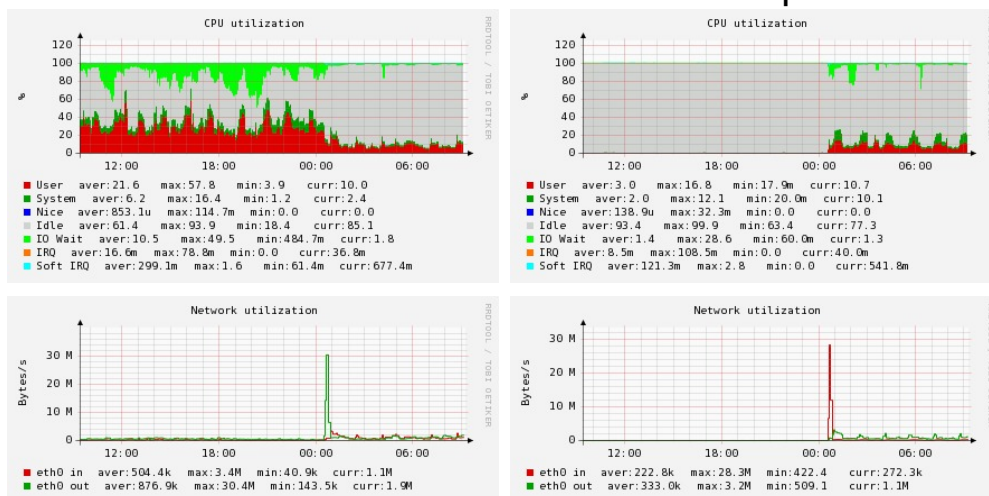 CPU utilization
RRDTOOL / TOBI OETIKER
%
120
100
80
60
40
20
0
12:00 18:00 00:00 06:00
User aver:21.6 max:57.8 min:3.9 curr:10.0
System aver:6.2 max:16.4 min:1.2 curr:2.4
Nice aver:853.1u max:114.7m min:0.0 curr:0.0
Idle aver:61.4 max:93.9 min:18.4 curr:85.1
IO Wait aver:10.5 max:49.5 min:484.7m curr:1.8
IRQ aver:16.6m max:78.8m min:0.0 curr:36.8m
Soft IRQ aver:299.1m max:1.6 min:61.4m curr:677.4m
CPU utilization
%
120
100
80
60
40
20
0
12:00 18:00 00:00 06:00
User aver:3.0 max:16.8 min:17.9m curr:10.7
System aver:2.0 max:12.1 min:20.0m curr:10.1
Nice aver:138.9u max:32.3m min:0.0 curr:0.0
Idle aver:93.4 max:99.9 min:63.4 curr:77.3
IO Wait aver:1.4 max:28.6 min:60.0m curr:1.3
IRQ aver:8.5m max:108.5m min:0.0 curr:40.0m
Soft IRQ aver:121.3m max:2.8 min:0.0 curr:541.8m
Network utilization
RRDTOOL / TOBI OETIKER
Bytes/s
30 M
20 M
10 M
0
12:00 18:00 00:00 06:00
eth0 in aver:504.4k max:3.4M min:40.9k curr:1.1M
eth0 out aver:876.9k max:30.4M min:143.5k curr:1.9M
Network utilization
Bytes/s
30 M
20 M
10 M
0
12:00 18:00 00:00 06:00
eth0 in aver:222.8k max:28.3M min:422.4 curr:272.3k
eth0 out aver:333.0k max:3.2M min:509.1 curr:1.1M